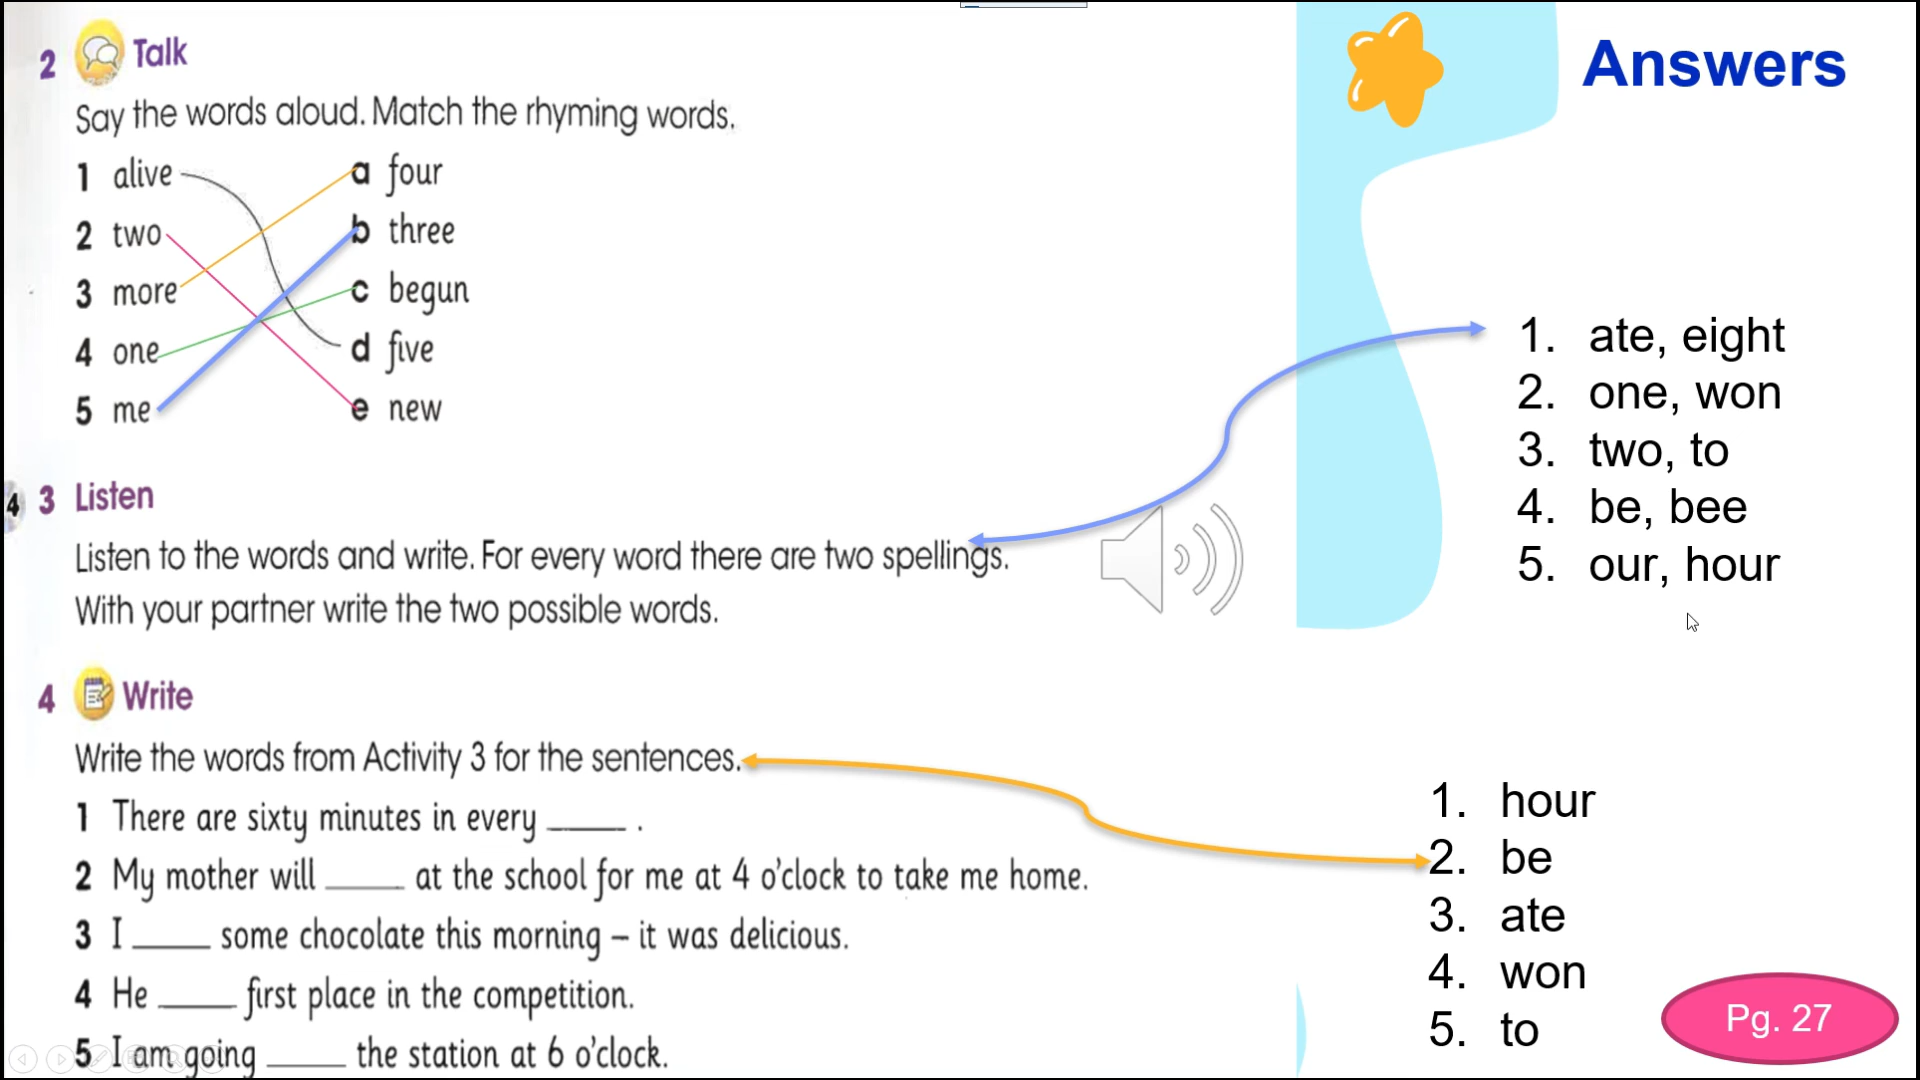 2 Talk
Say the words aloud. Match the rhyming words.
1 alive a four
2 two b three
3 more c begun
4 one d five
5 me e new
4 3 Listen
Listen to the words and write. For every word there are two spellings.
With your partner write the two possible words.
4 Write
Write the words from Activity 3 for the sentences.
1 There are sixty minutes in every _____ .
2 My mother will _____ at the school for me at 4 o'clock to take me home.
3 I _____ some chocolate this morning – it was delicious.
4 He _____ first place in the competition.
5 I am going _____ the station at 6 o'clock.
Answers
1. ate, eight
2. one, won
3. two, to
4. be, bee
5. our, hour
1. hour
2. be
3. ate
4. won
5. to
Pg. 27